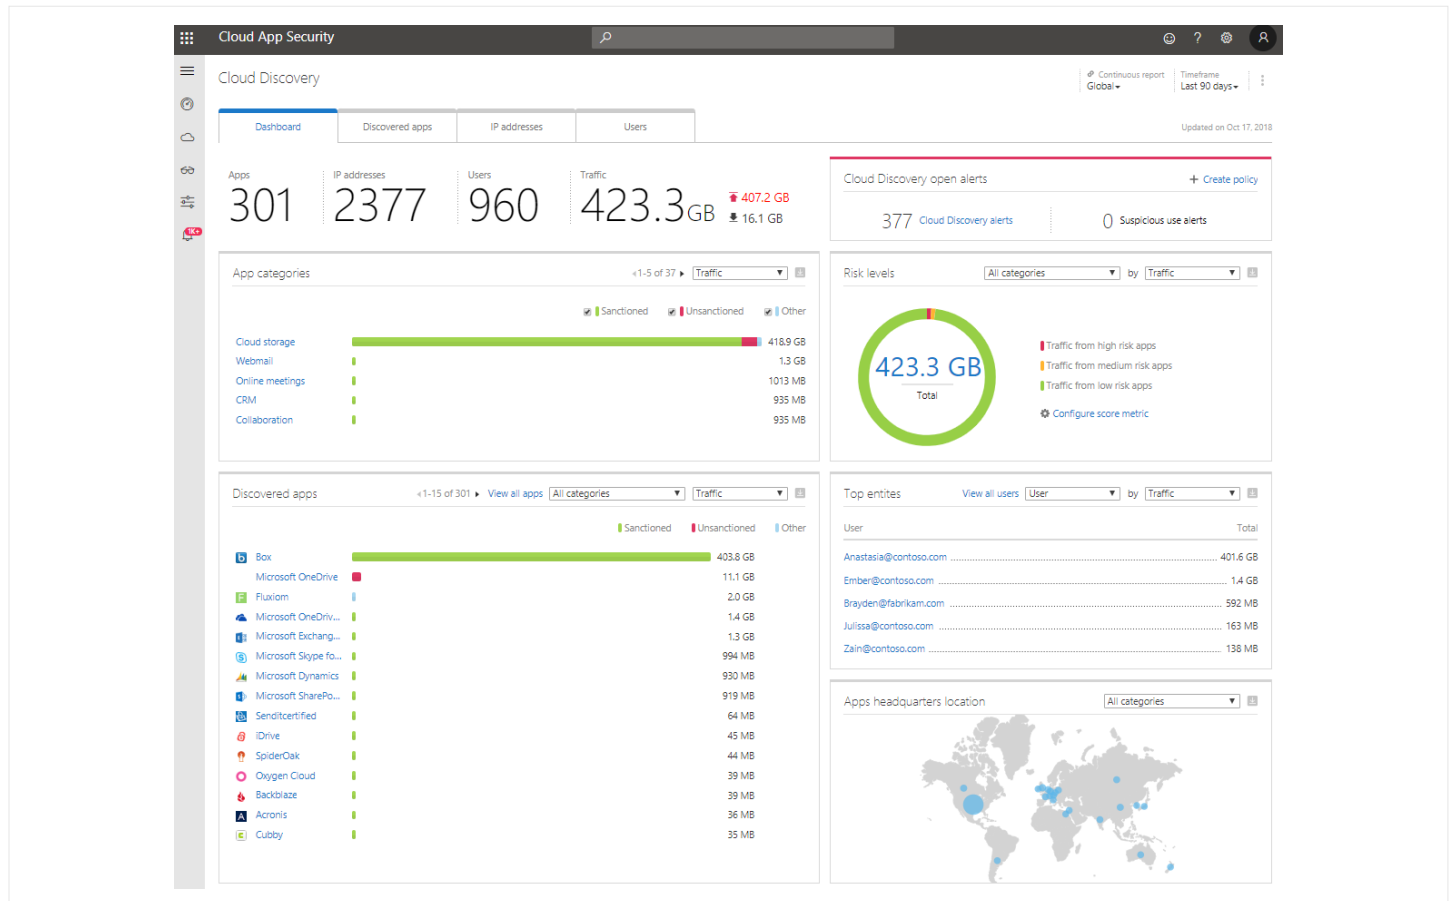 Cloud App Security
?
Cloud Discovery
Continuous report
Global
Timeframe
Last 90 days
Dashboard
Discovered apps
IP addresses
Users
Updated on Oct 17, 2018
1K+
Apps
301
IP addresses
2377
Users
960
Traffic
423.3GB
407.2 GB
16.1 GB
Cloud Discovery open alerts
+ Create policy
377 Cloud Discovery alerts
0 Suspicious use alerts
App categories
1-5 of 37
Traffic
Sanctioned
Unsanctioned
Other
Cloud storage 418.9 GB
Webmail 1.3 GB
Online meetings 1013 MB
CRM 935 MB
Collaboration 935 MB
Risk levels
All categories
by
Traffic
423.3 GB
Total
Traffic from high risk apps
Traffic from medium risk apps
Traffic from low risk apps
Configure score metric
Discovered apps
1-15 of 301
View all apps
All categories
Traffic
Sanctioned
Unsanctioned
Other
Box 403.8 GB
Microsoft OneDrive 11.1 GB
Fluxiom 2.0 GB
Microsoft OneDriv... 1.4 GB
Microsoft Exchang... 1.3 GB
Microsoft Skype fo... 994 MB
Microsoft Dynamics 930 MB
Microsoft SharePo... 919 MB
Senditcertified 64 MB
iDrive 45 MB
SpiderOak 44 MB
Oxygen Cloud 39 MB
Backblaze 39 MB
Acronis 36 MB
Cubby 35 MB
Top entites
View all users
User
by
Traffic
User Total
Anastasia@contoso.com 401.6 GB
Ember@contoso.com 1.4 GB
Brayden@fabrikam.com 592 MB
Julissa@contoso.com 163 MB
Zain@contoso.com 138 MB
Apps headquarters location
All categories